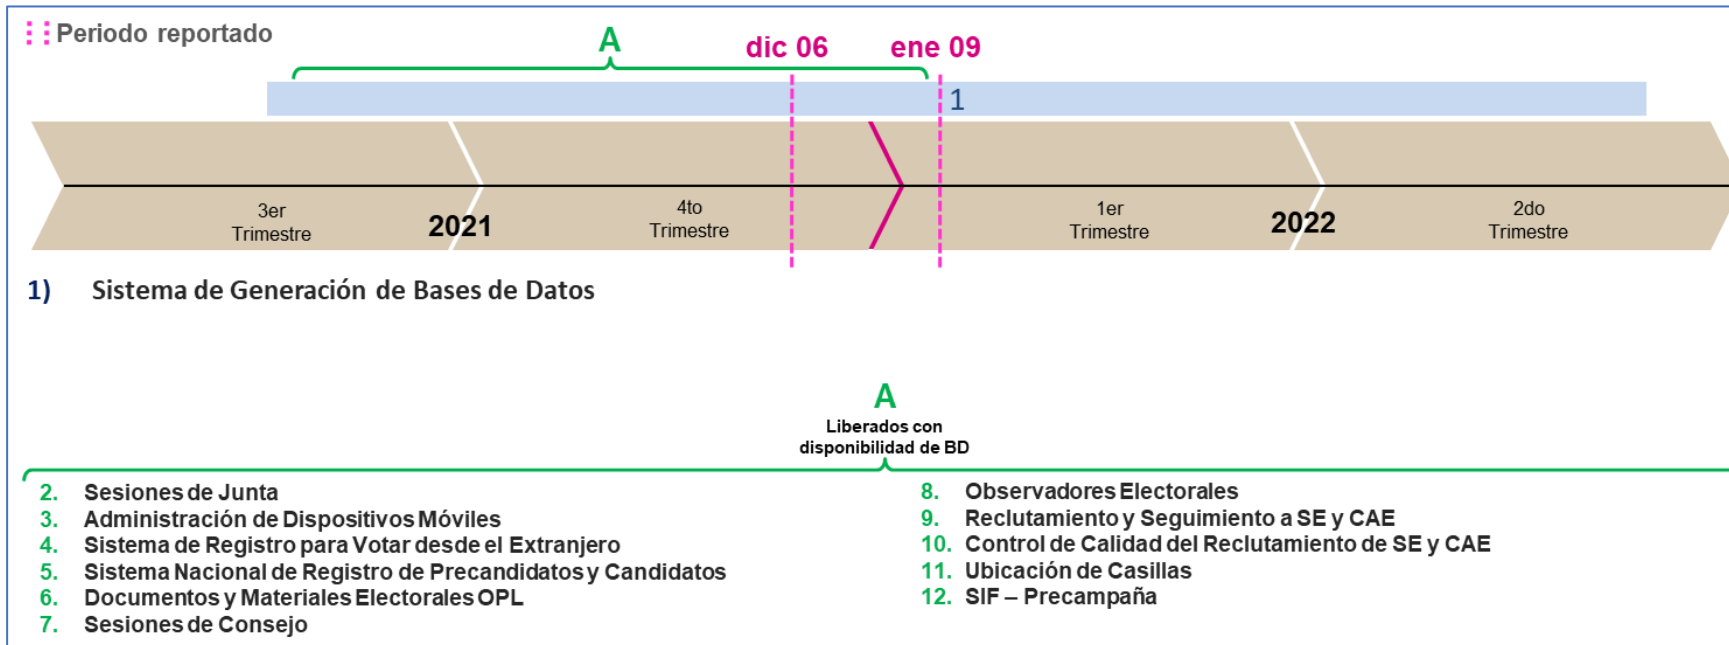 Periodo reportado
A
dic 06
ene 09
1
3er
Trimestre
2021
4to
Trimestre
1er
Trimestre
2022
2do
Trimestre
1) Sistema de Generación de Bases de Datos
A
Liberados con
disponibilidad de BD
2. Sesiones de Junta
3. Administración de Dispositivos Móviles
4. Sistema de Registro para Votar desde el Extranjero
5. Sistema Nacional de Registro de Precandidatos y Candidatos
6. Documentos y Materiales Electorales OPL
7. Sesiones de Consejo
8. Observadores Electorales
9. Reclutamiento y Seguimiento a SE y CAE
10. Control de Calidad del Reclutamiento de SE y CAE
11. Ubicación de Casillas
12. SIF – Precampaña